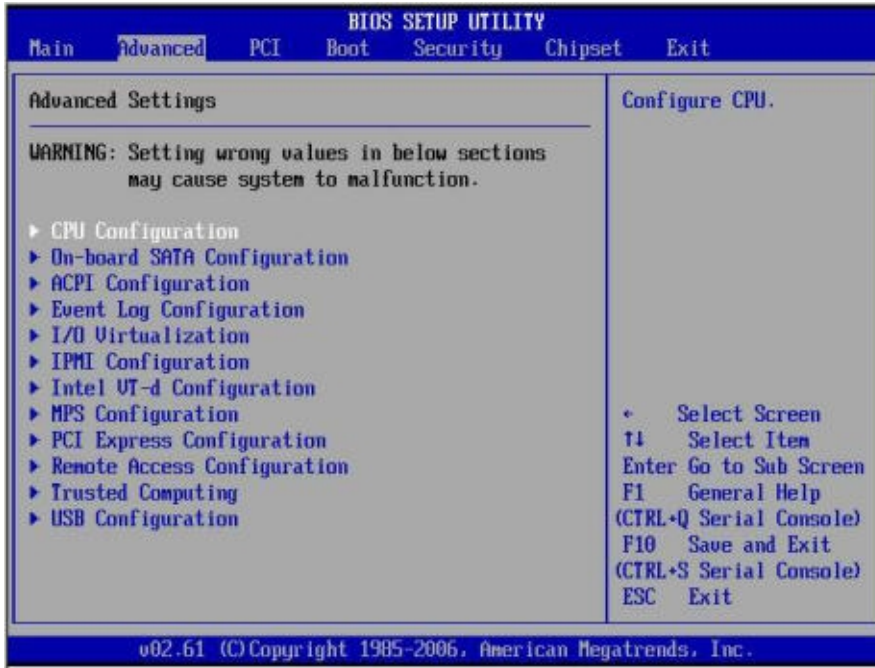 BIOS SETUP UTILITY
Main Advanced PCI Boot Security Chipset Exit
Advanced Settings
WARNING: Setting wrong values in below sections
may cause system to malfunction.
▶ CPU Configuration
▶ On-board SATA Configuration
▶ ACPI Configuration
▶ Event Log Configuration
▶ I/O Virtualization
▶ IPMI Configuration
▶ Intel VT-d Configuration
▶ MPS Configuration
▶ PCI Express Configuration
▶ Remote Access Configuration
▶ Trusted Computing
▶ USB Configuration
Configure CPU.
← Select Screen
↑↓ Select Item
Enter Go to Sub Screen
F1 General Help
(CTRL+Q Serial Console)
F10 Save and Exit
(CTRL+S Serial Console)
ESC Exit
v02.61 (C)Copyright 1985-2006, American Megatrends, Inc.